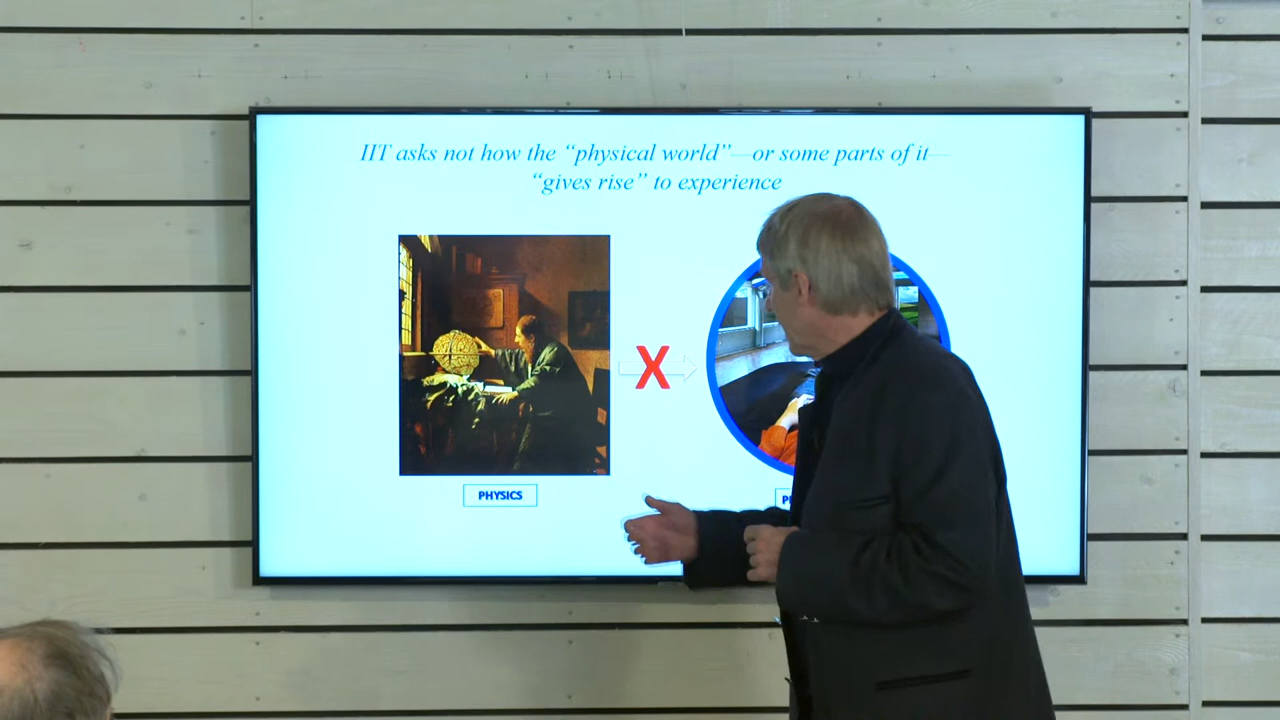 IIT asks not how the “physical world”—or some parts of it—
“gives rise” to experience
X
PHYSICS